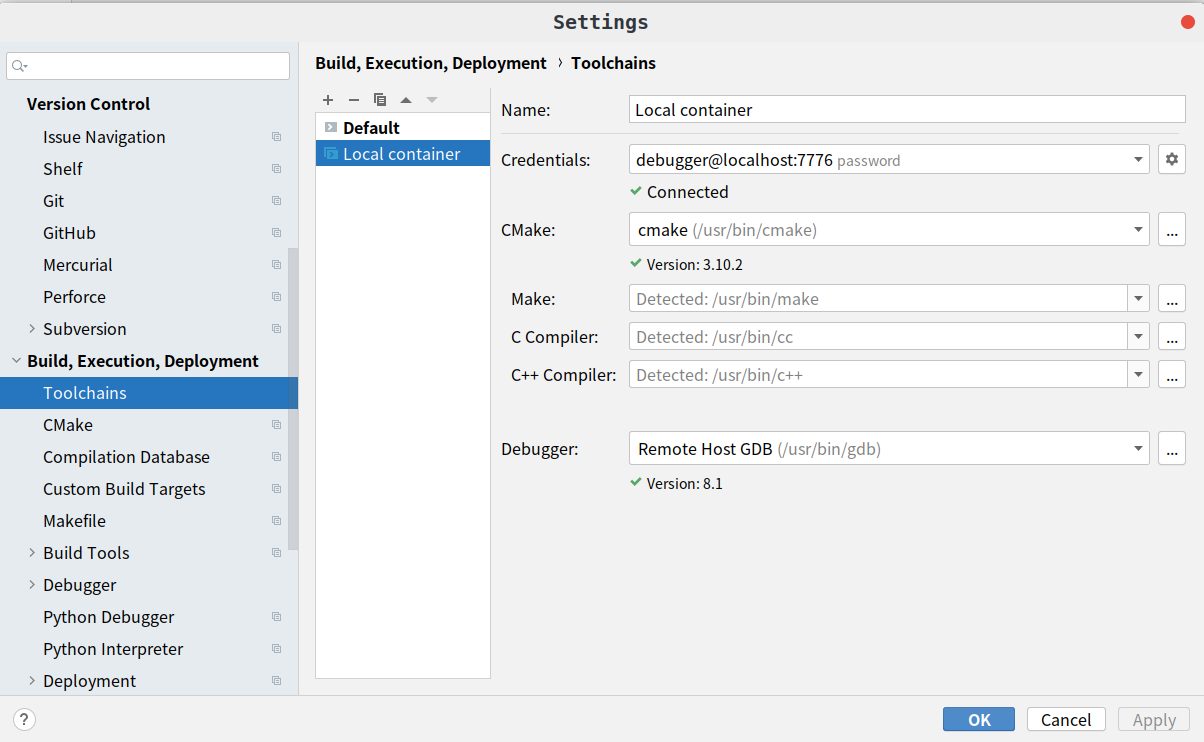 Settings
Version Control
Issue Navigation
Shelf
Git
GitHub
Mercurial
Perforce
Subversion
Build, Execution, Deployment
Toolchains
CMake
Compilation Database
Custom Build Targets
Makefile
Build Tools
Debugger
Python Debugger
Python Interpreter
Deployment
?
Build, Execution, Deployment › Toolchains
Default
Local container
Name: Local container
Credentials: debugger@localhost:7776 password
Connected
CMake: cmake (/usr/bin/cmake) ...
Version: 3.10.2
Make: Detected: /usr/bin/make ...
C Compiler: Detected: /usr/bin/cc ...
C++ Compiler: Detected: /usr/bin/c++ ...
Debugger: Remote Host GDB (/usr/bin/gdb) ...
Version: 8.1
OK Cancel Apply